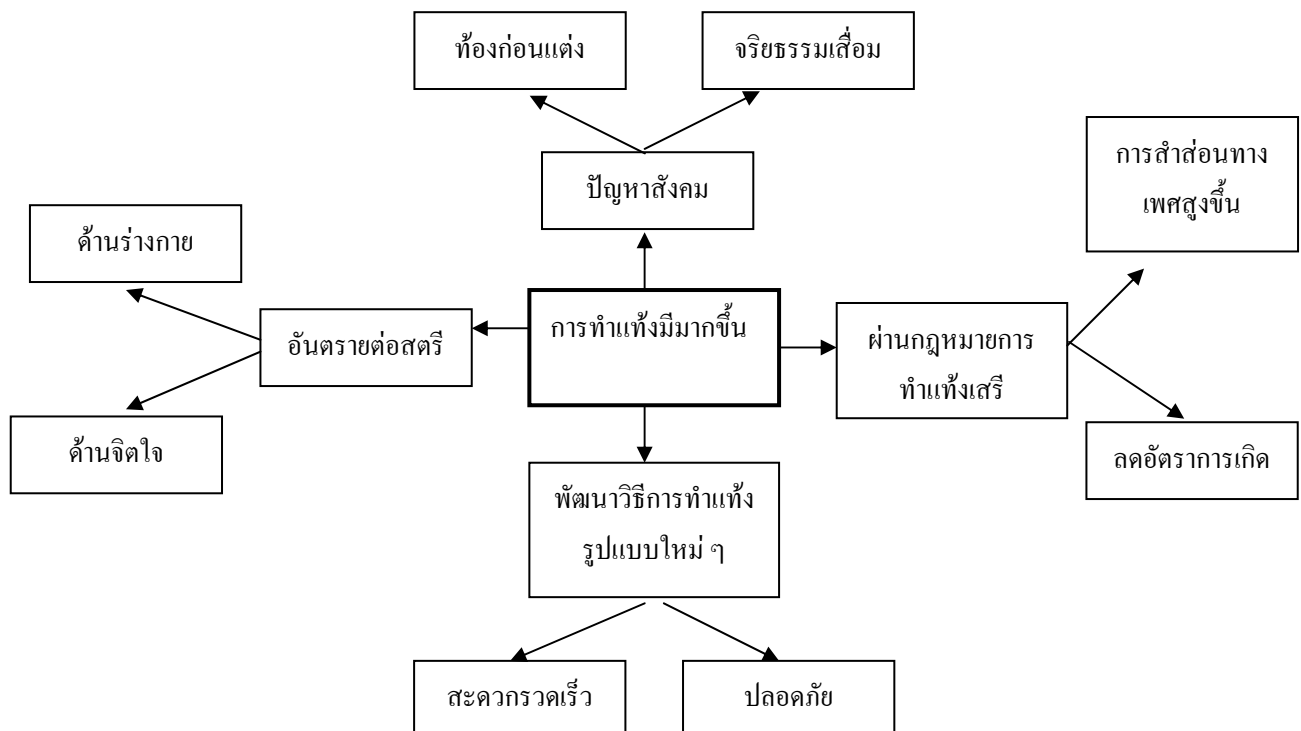 ท้องก่อนแต่ง
จริยธรรมเสื่อม
การสำส่อนทาง
เพศสูงขึ้น
ปัญหาสังคม
ด้านร่างกาย
อันตรายต่อสตรี
การทำแท้งมีมากขึ้น
ผ่านกฎหมายการ
ทำแท้งเสรี
ด้านจิตใจ
ลดอัตราการเกิด
พัฒนาวิธีการทำแท้ง
รูปแบบใหม่ ๆ
สะดวกรวดเร็ว
ปลอดภัย